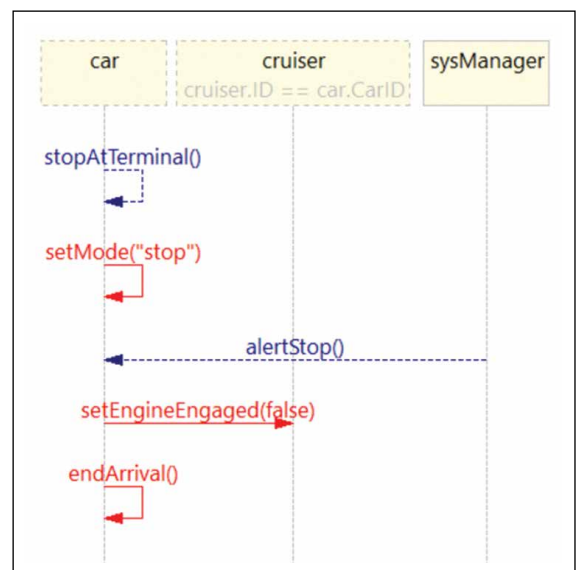 car
cruiser
sysManager
cruiser.ID == car.CarID
stopAtTerminal()
setMode("stop")
alertStop()
setEngineEngaged(false)
endArrival()